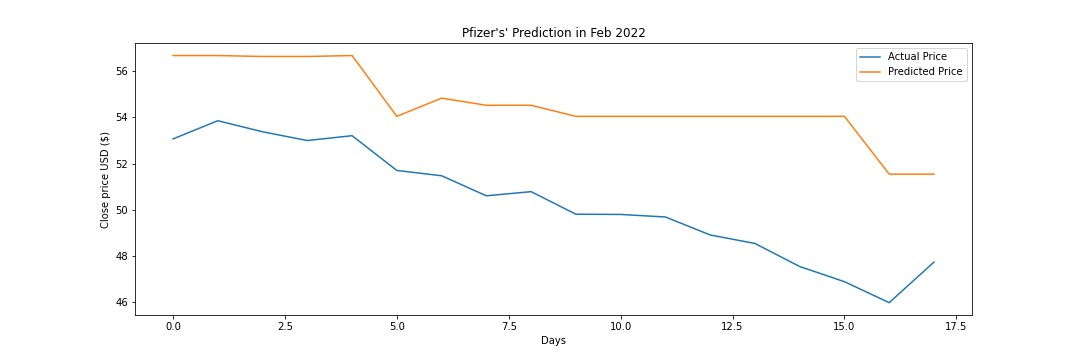 Pfizer's' Prediction in Feb 2022
Actual Price
Predicted Price
Close price USD ($)
56
54
52
50
48
46
0.0
2.5
5.0
7.5
10.0
12.5
15.0
17.5
Days